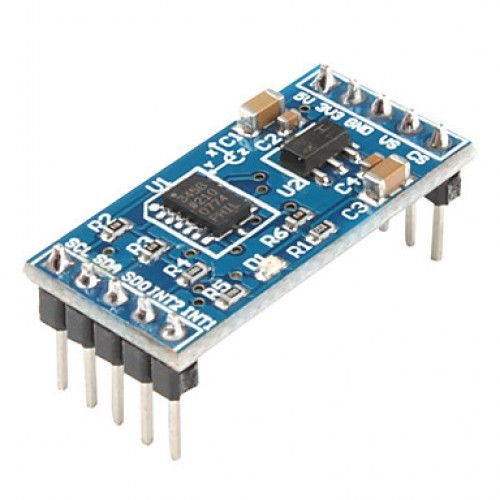 5V 3V3 GND VS CS
C1
C2
X
Z
U1
345B
#210
0774
PHIL
U2
C4
C3
R2
R3
R4
R5
R6
R1
D1
SCL SDA SDO INT2 INT1